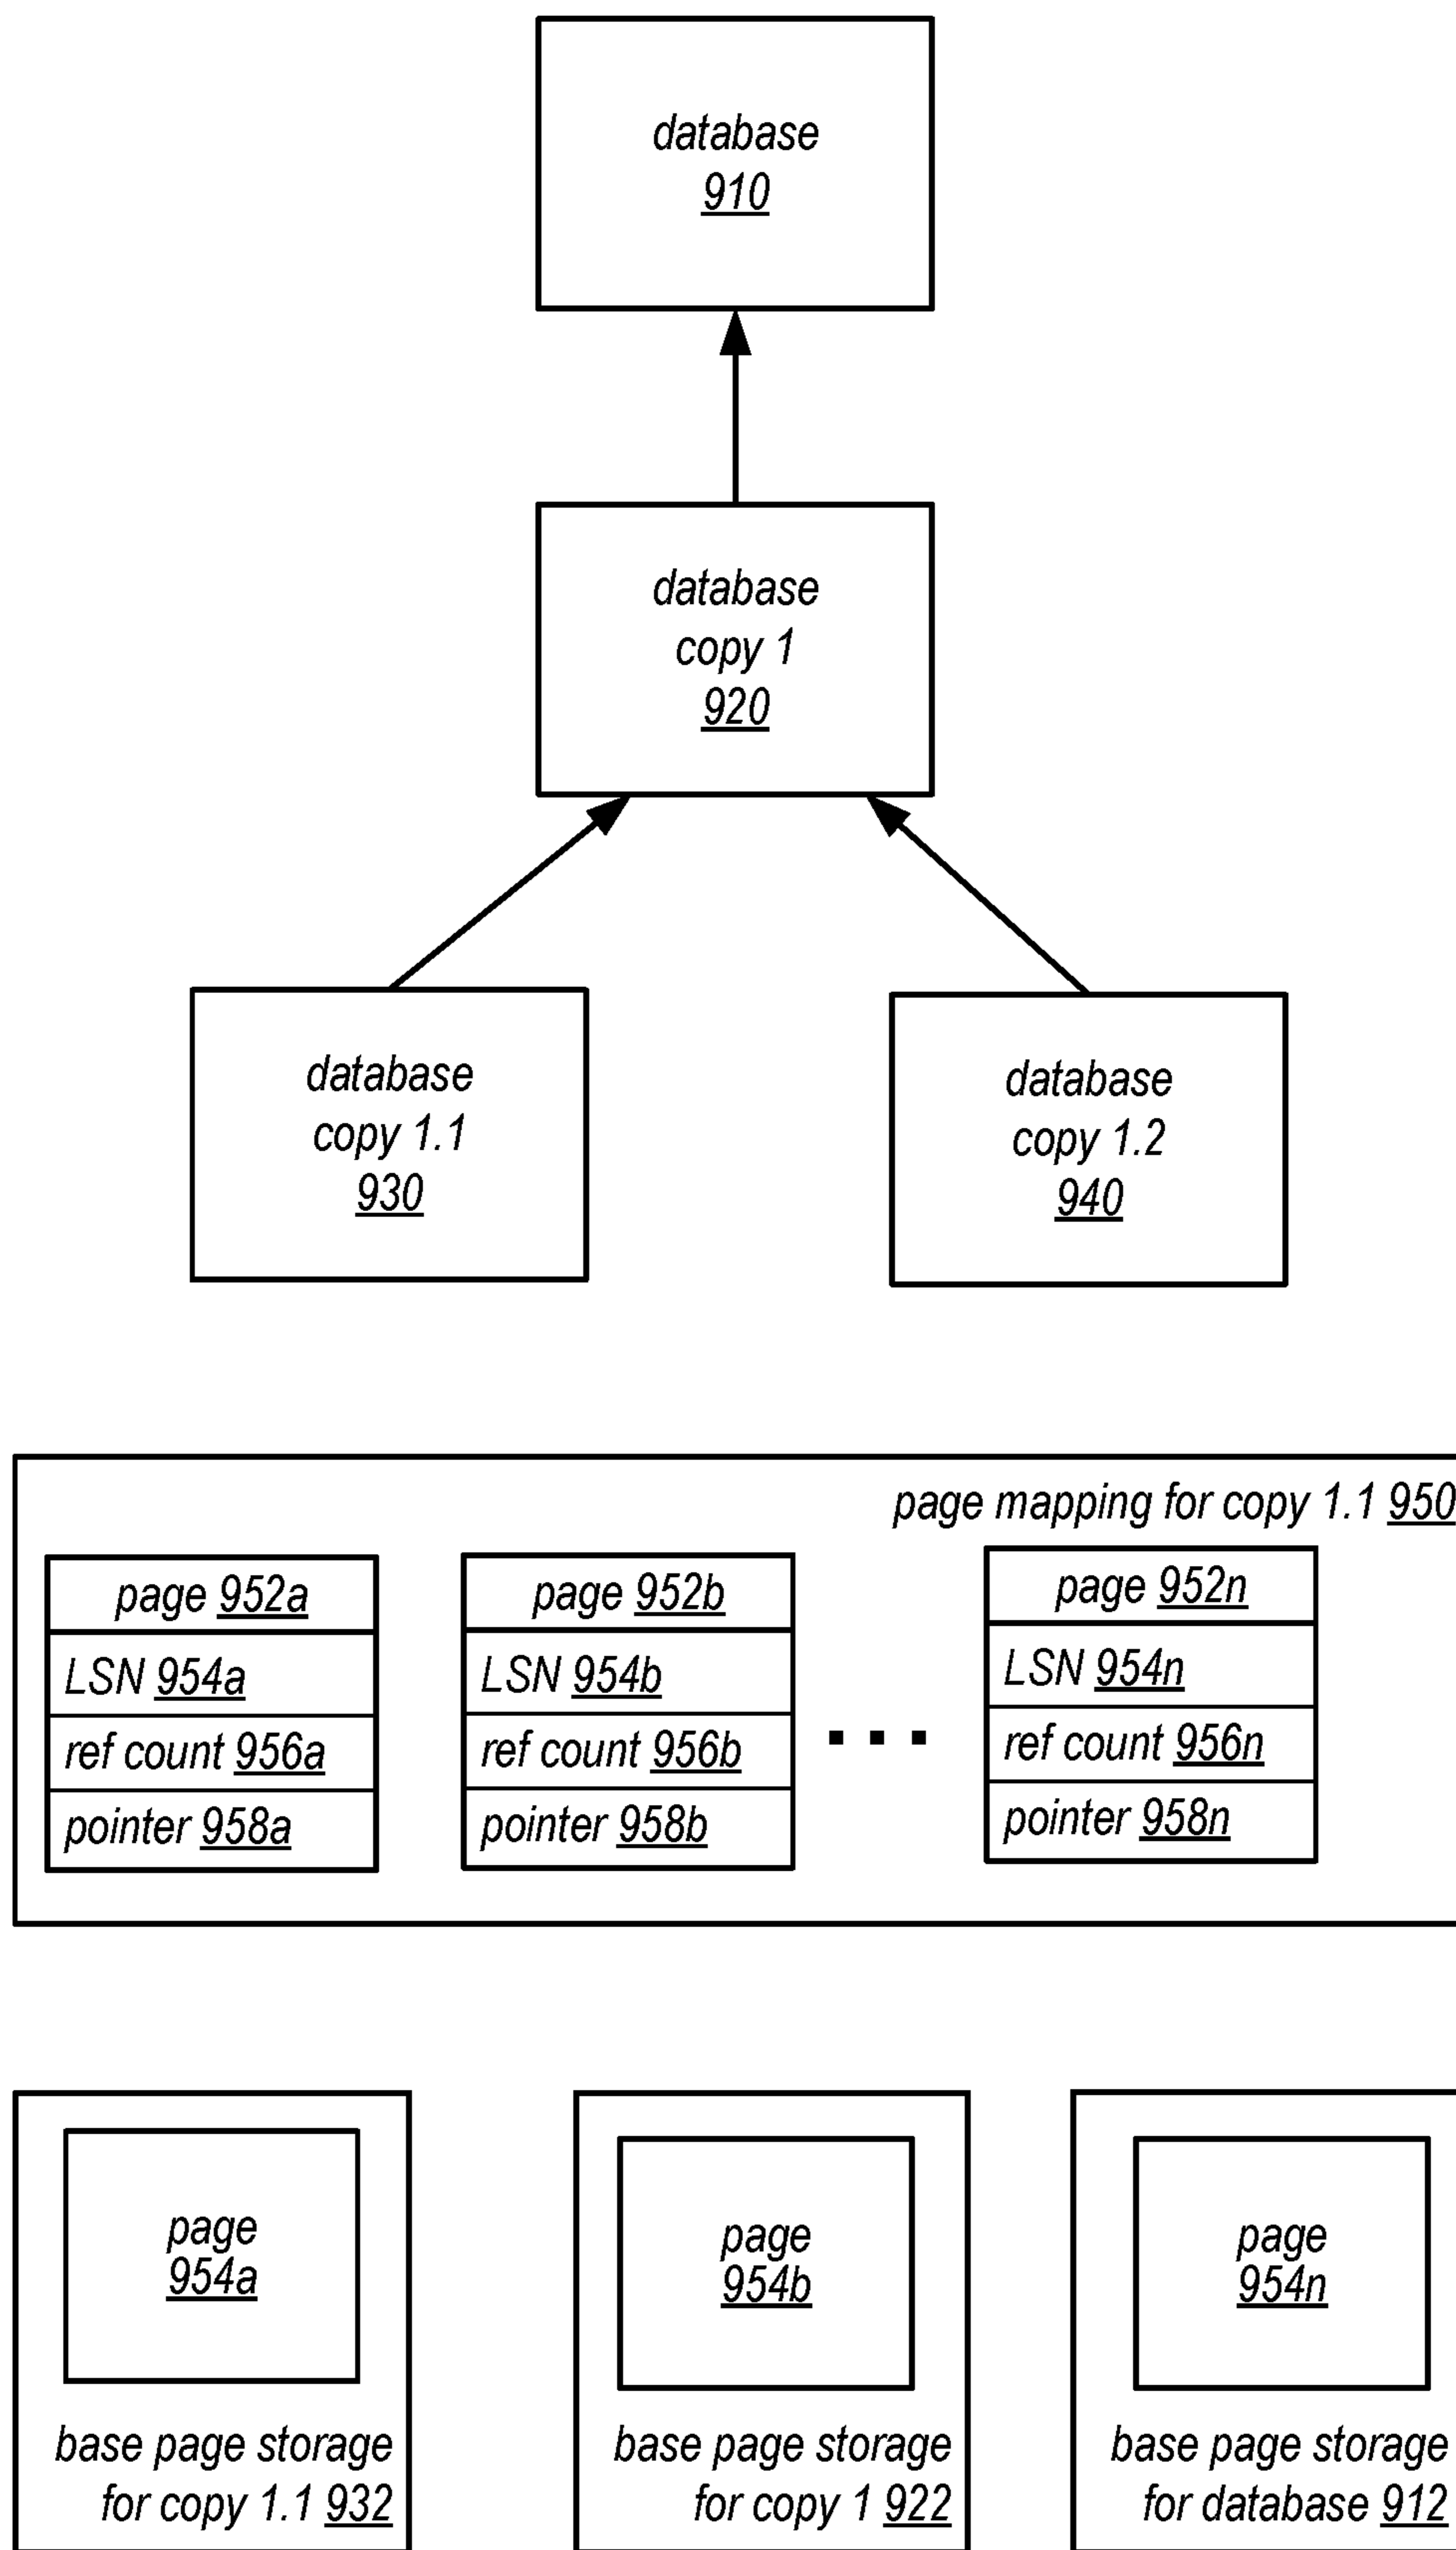 database
910
database
copy 1
920
database
copy 1.1
930
database
copy 1.2
940
page mapping for copy 1.1 950
page 952a
LSN 954a
ref count 956a
pointer 958a
page 952b
LSN 954b
ref count 956b
pointer 958b
page 952n
LSN 954n
ref count 956n
pointer 958n
page
954a
base page storage
for copy 1.1 932
page
954b
base page storage
for copy 1 922
page
954n
base page storage
for database 912